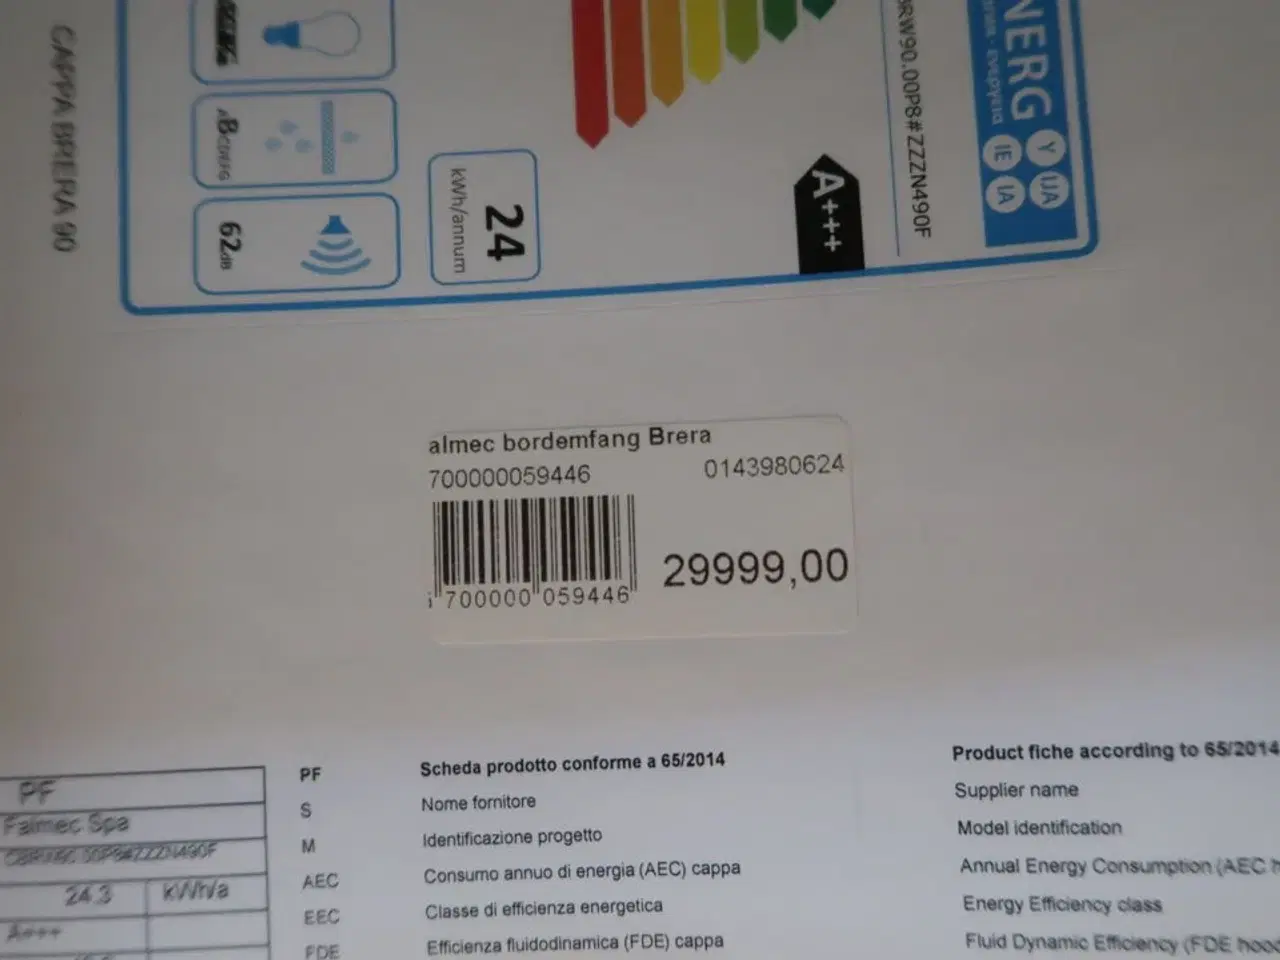 CAPPA BRERA 90
ABCDEFG
62dB
24
kWh/annum
A+++
BRW90.00P8#ZZZN490F
NERG
Y
IJA
IE
IA
almec bordemfang Brera
700000059446
0143980624
29999,00
700000 059446
PF
Falmec Spa
24.3
kWh/a
A+++
PF
Scheda prodotto conforme a 65/2014
S
Nome fornitore
M
Identificazione progetto
AEC
Consumo annuo di energia (AEC) cappa
EEC
Classe di efficienza energetica
FDE
Efficienza fluidodinamica (FDE) cappa
Product fiche according to 65/2014
Supplier name
Model identification
Annual Energy Consumption (AEC h
Energy Efficiency class
Fluid Dynamic Efficiency (FDE hood